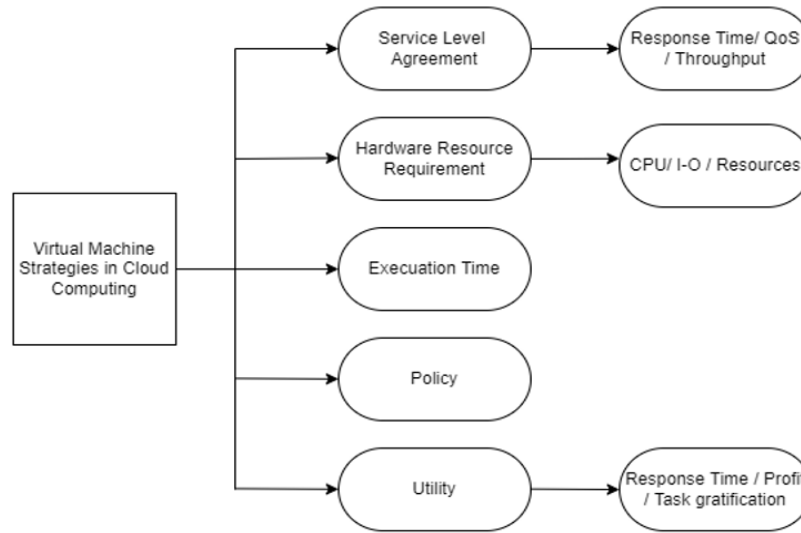 Service Level
Agreement
Response Time/ QoS
/ Throughput
Hardware Resource
Requirement
CPU/ I-O / Resources
Virtual Machine
Strategies in Cloud
Computing
Execuation Time
Policy
Utility
Response Time / Profit
/ Task gratification